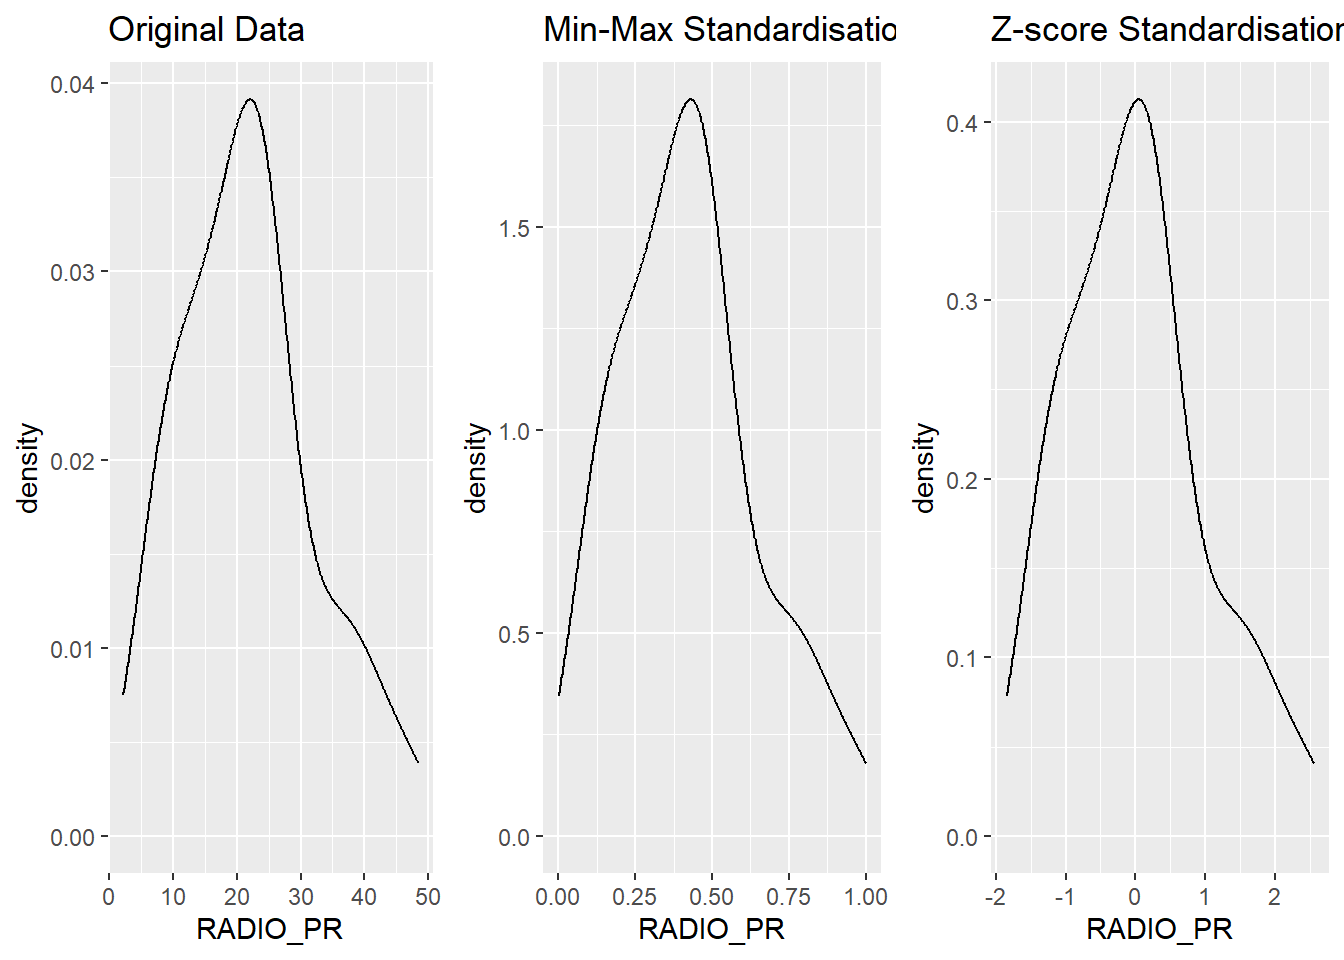 Original Data
Min-Max Standardisatio
Z-score Standardisation
0.04
0.03
0.02
0.01
0.00
density
0 10 20 30 40 50
RADIO_PR
1.5
1.0
0.5
0.0
density
0.00 0.25 0.50 0.75 1.00
RADIO_PR
0.4
0.3
0.2
0.1
0.0
density
-2 -1 0 1 2
RADIO_PR